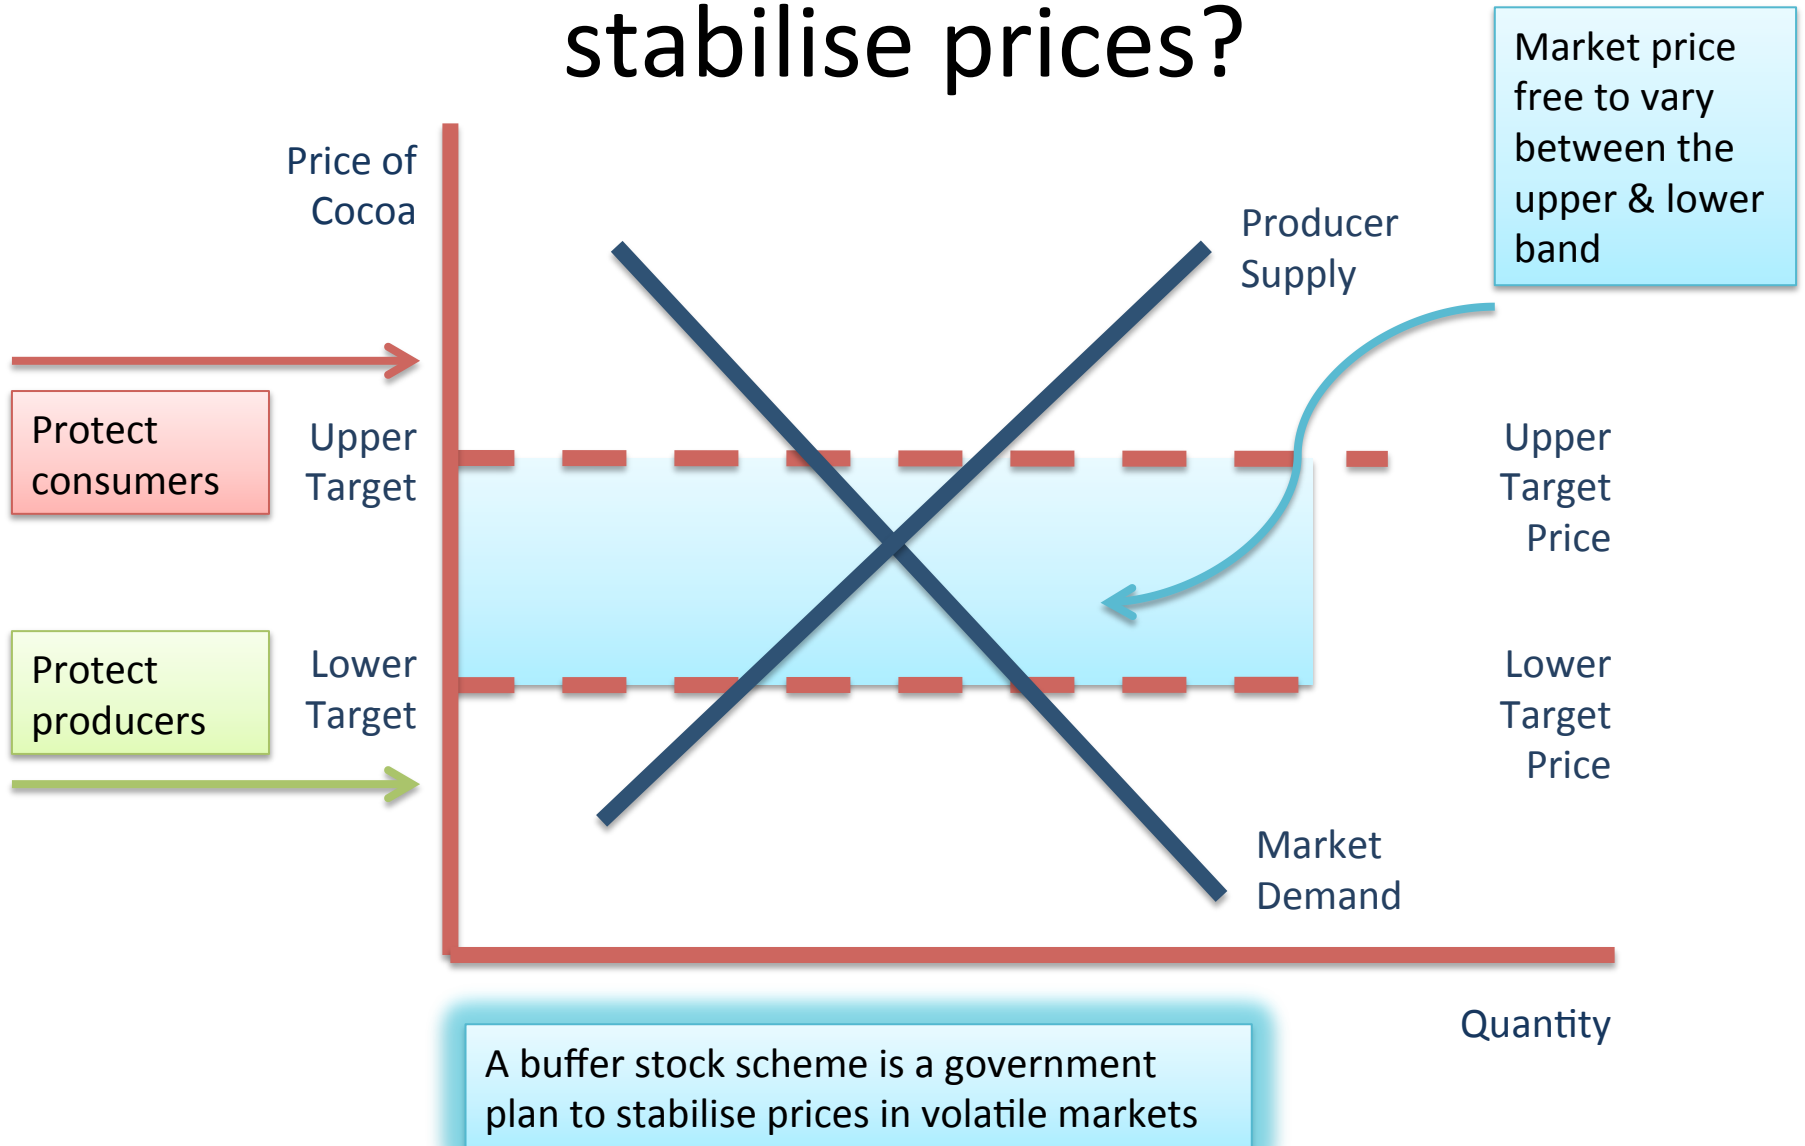 stabilise prices?
Market price
free to vary
between the
upper & lower
band
Price of
Cocoa
Producer
Supply
Protect
consumers
Upper
Target
Upper
Target
Price
Protect
producers
Lower
Target
Lower
Target
Price
Market
Demand
Quantity
A buffer stock scheme is a government
plan to stabilise prices in volatile markets